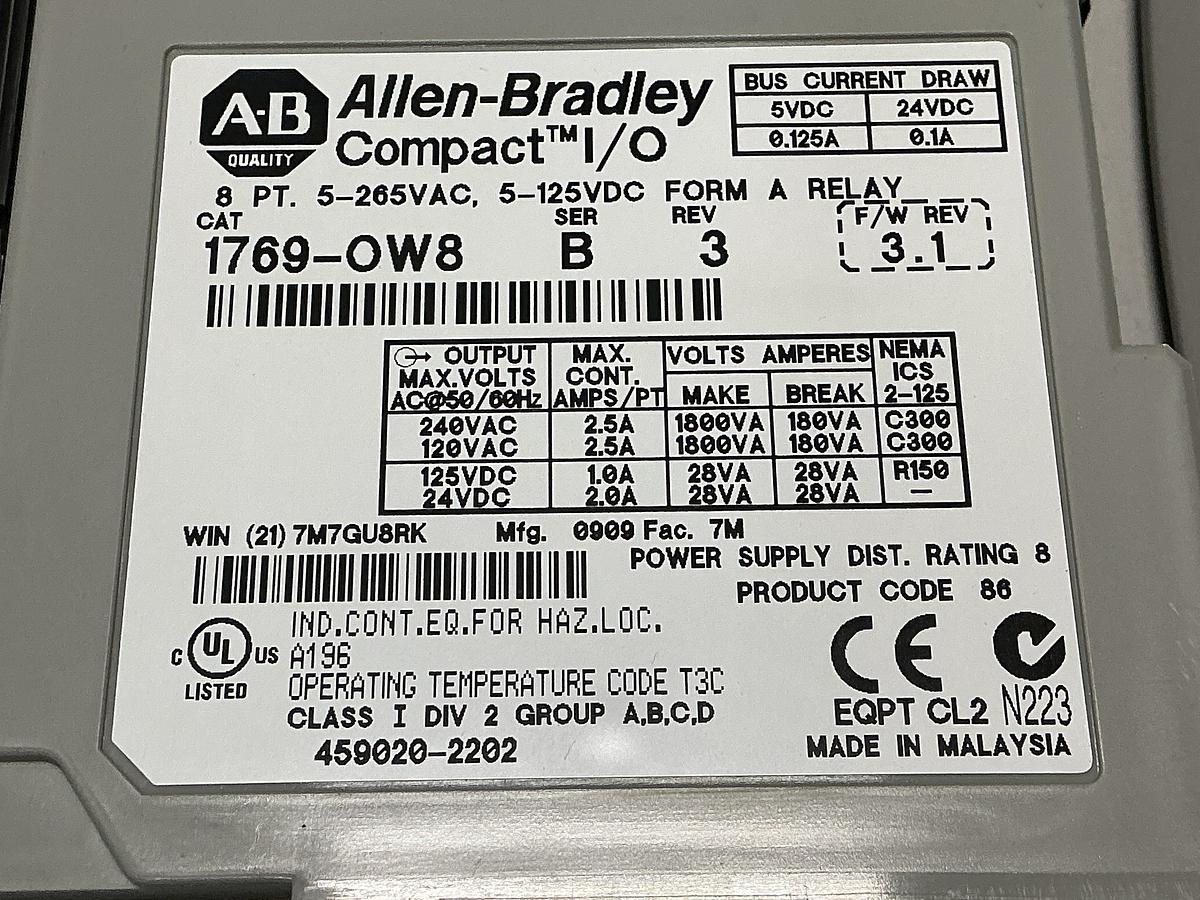 A-B
QUALITY
Allen-Bradley
Compact™ I/O
BUS CURRENT DRAW
5VDC 24VDC
0.125A 0.1A
8 PT. 5-265VAC, 5-125VDC FORM A RELAY
CAT SER REV F/W REV
1769-OW8 B 3 3.1
OUTPUT MAX. VOLTS AMPERES NEMA
MAX.VOLTS CONT. ICS
AC@50/60Hz AMPS/PT MAKE BREAK 2-125
240VAC 2.5A 1800VA 180VA C300
120VAC 2.5A 1800VA 180VA C300
125VDC 1.0A 28VA 28VA R150
24VDC 2.0A 28VA 28VA —
WIN (21) 7M7GU8RK Mfg. 0909 Fac. 7M
POWER SUPPLY DIST. RATING 8
PRODUCT CODE 86
IND.CONT.EQ.FOR HAZ.LOC.
C UL US A196
LISTED OPERATING TEMPERATURE CODE T3C
CLASS I DIV 2 GROUP A,B,C,D
459020-2202
CE
EQPT CL2 N223
MADE IN MALAYSIA